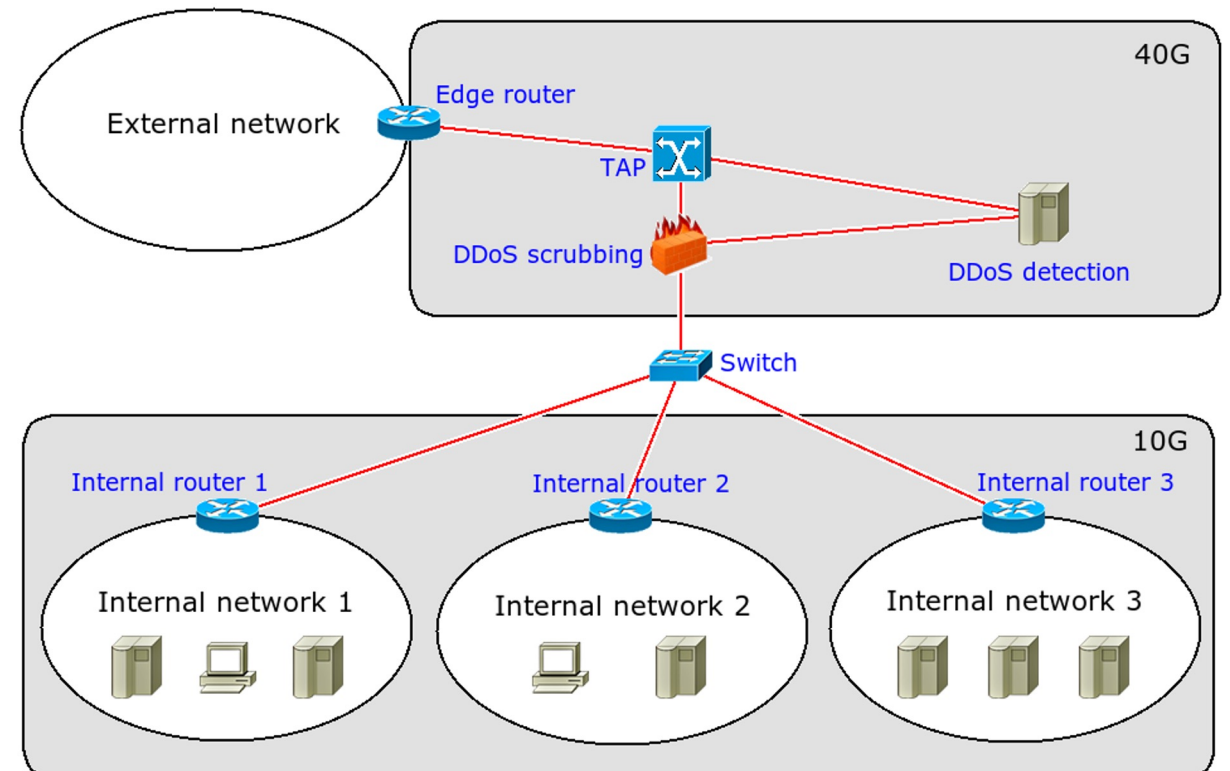 40G
Edge router
External network
TAP
DDoS scrubbing
DDoS detection
Switch
10G
Internal router 1
Internal router 2
Internal router 3
Internal network 1
Internal network 2
Internal network 3